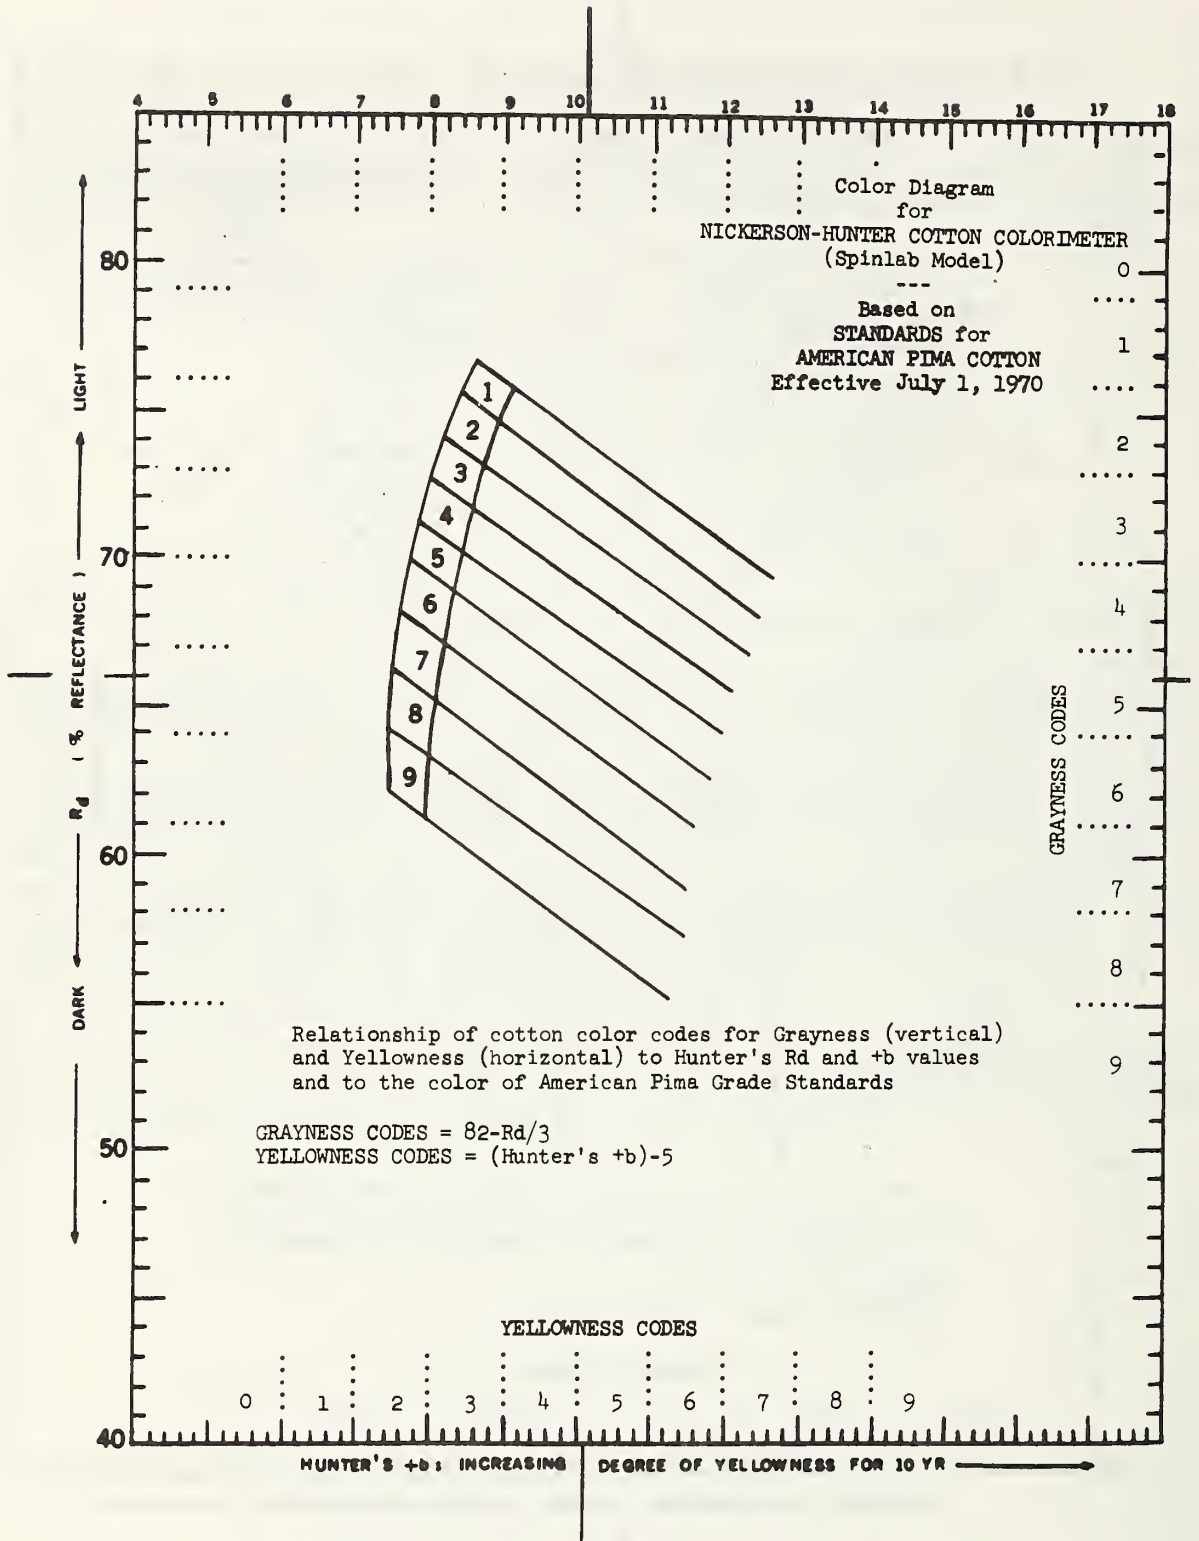 4 5 6 7 8 9 10 11 12 13 14 15 16 17 18
Color Diagram
for
NICKERSON-HUNTER COTTON COLORIMETER
(Spinlab Model)
---
Based on
STANDARDS for
AMERICAN PIMA COTTON
Effective July 1, 1970
80
70
60
50
40
DARK Rd (% REFLECTANCE) LIGHT
1
2
3
4
5
6
7
8
9
0
1
2
3
4
5
6
7
8
9
GRAYNESS CODES
Relationship of cotton color codes for Grayness (vertical)
and Yellowness (horizontal) to Hunter's Rd and +b values
and to the color of American Pima Grade Standards
GRAYNESS CODES = 82-Rd/3
YELLOWNESS CODES = (Hunter's +b)-5
YELLOWNESS CODES
0 1 2 3 4 5 6 7 8 9
HUNTER'S +b: INCREASING DEGREE OF YELLOWNESS FOR 10 YR